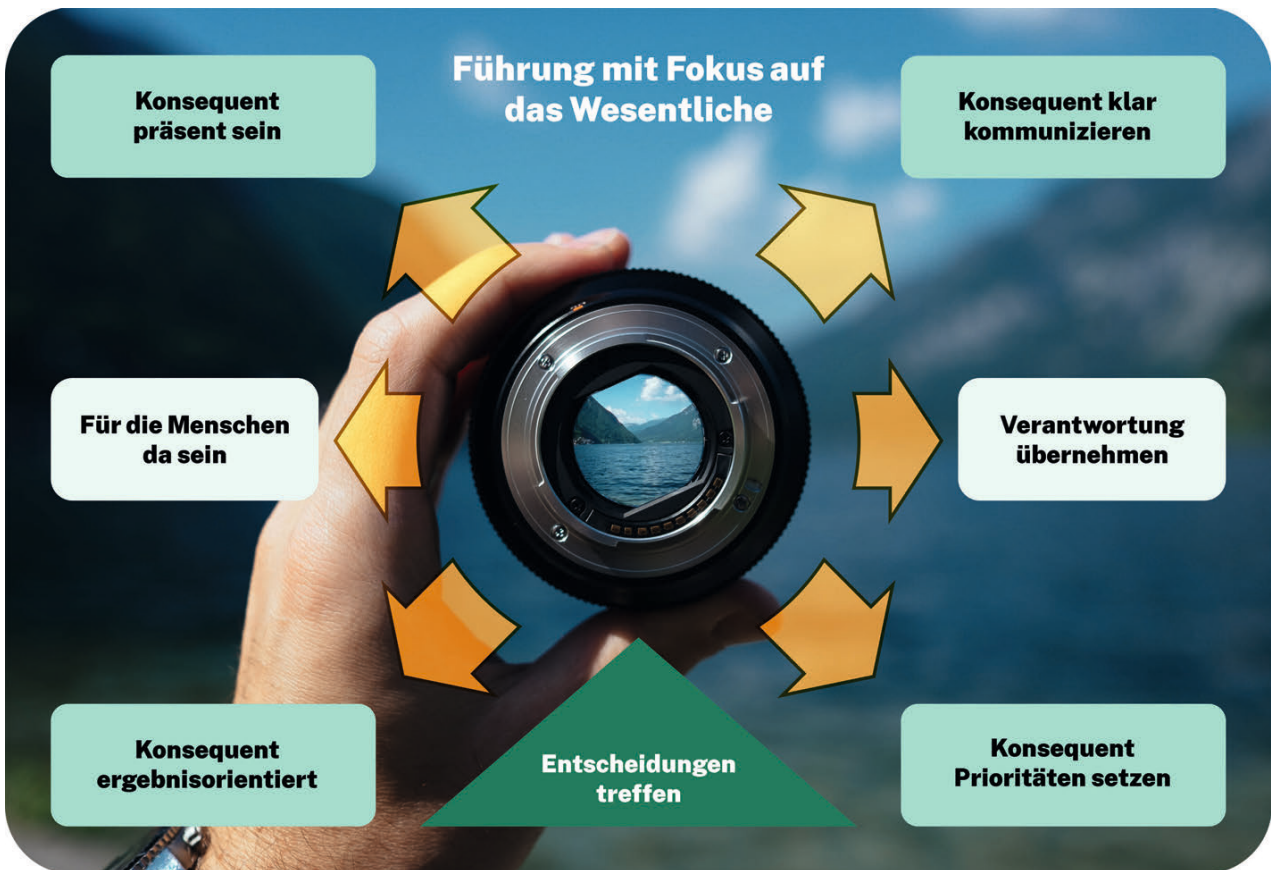 Führung mit Fokus auf
das Wesentliche
Konsequent
präsent sein
Konsequent klar
kommunizieren
Für die Menschen
da sein
Verantwortung
übernehmen
Konsequent
ergebnisorientiert
Entscheidungen
treffen
Konsequent
Prioritäten setzen